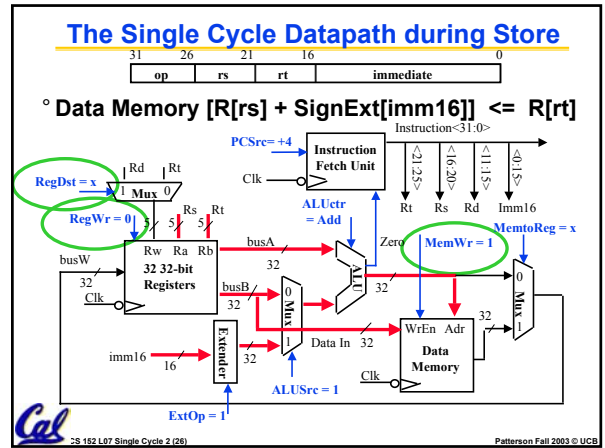 The Single Cycle Datapath during Store
31 26 21 16 0
op rs rt immediate
° Data Memory [R[rs] + SignExt[imm16]] <= R[rt]
Instruction<31:0>
PCSrc= +4
Instruction
Fetch Unit
Clk
<21:25>
<16:20>
<11:15>
<0:15>
Rt Rs Rd Imm16
Rd Rt
RegDst = x
1 Mux 0
RegWr = 0
Rs Rt
5 5 5
ALUctr
= Add
Zero
MemWr = 1
MemtoReg = x
busW
32
Rw Ra Rb
32 32-bit
Registers
Clk
busA
32
busB
32
0
Mux
1
ALU
32
0
Mux
1
32
imm16
16
Extender
32
Data In
32
WrEn Adr
Data
Memory
Clk
ALUSrc = 1
ExtOp = 1
Cal
CS 152 L07 Single Cycle 2 (26)
Patterson Fall 2003 © UCB